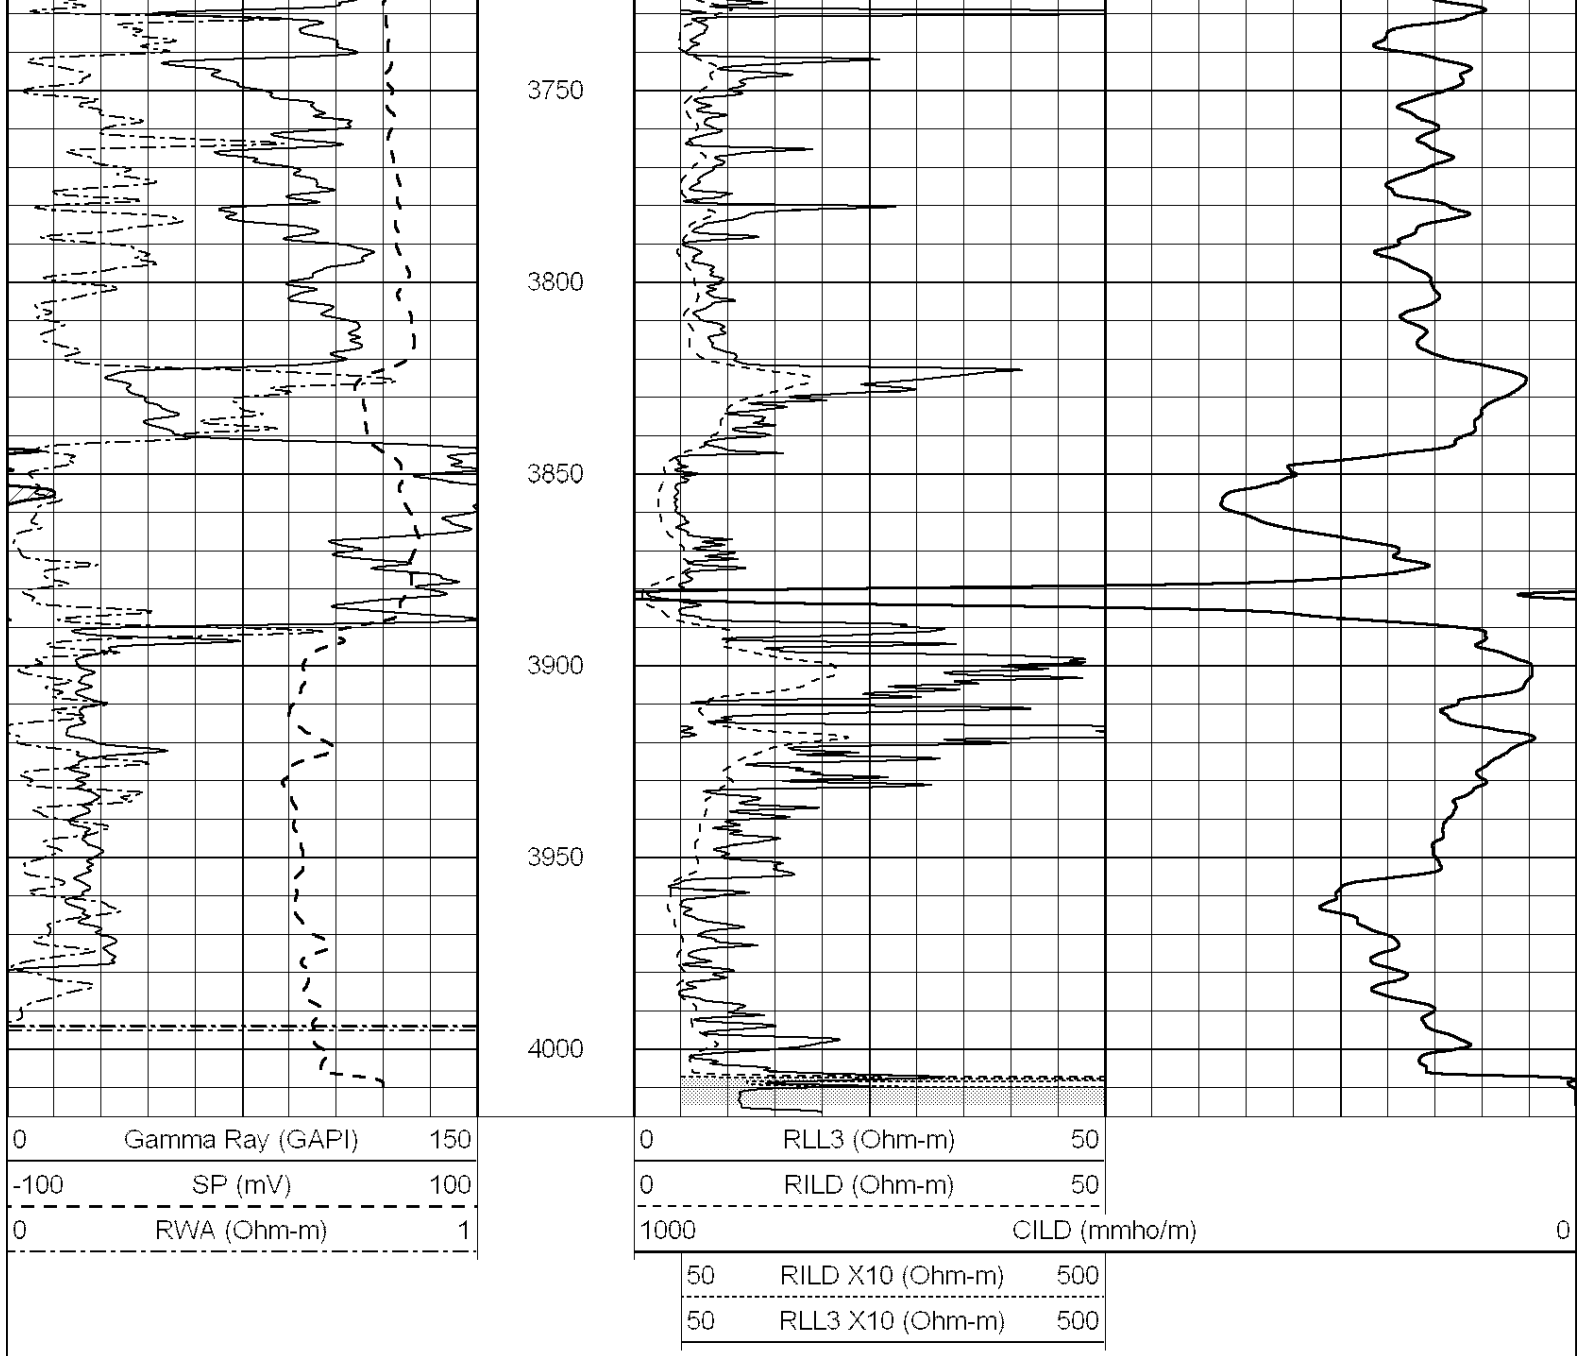 3750
3800
3850
3900
3950
4000
0 Gamma Ray (GAPI) 150
-100 SP (mV) 100
0 RWA (Ohm-m) 1
0 RLL3 (Ohm-m) 50
0 RILD (Ohm-m) 50
1000 CILD (mmho/m) 0
50 RILD X10 (Ohm-m) 500
50 RLL3 X10 (Ohm-m) 500